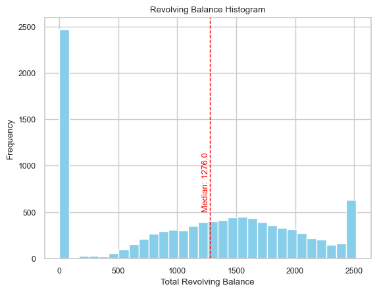 Revolving Balance Histogram
2500
2000
1500
1000
500
0
Frequency
Median: 1276.0
0 500 1000 1500 2000 2500
Total Revolving Balance